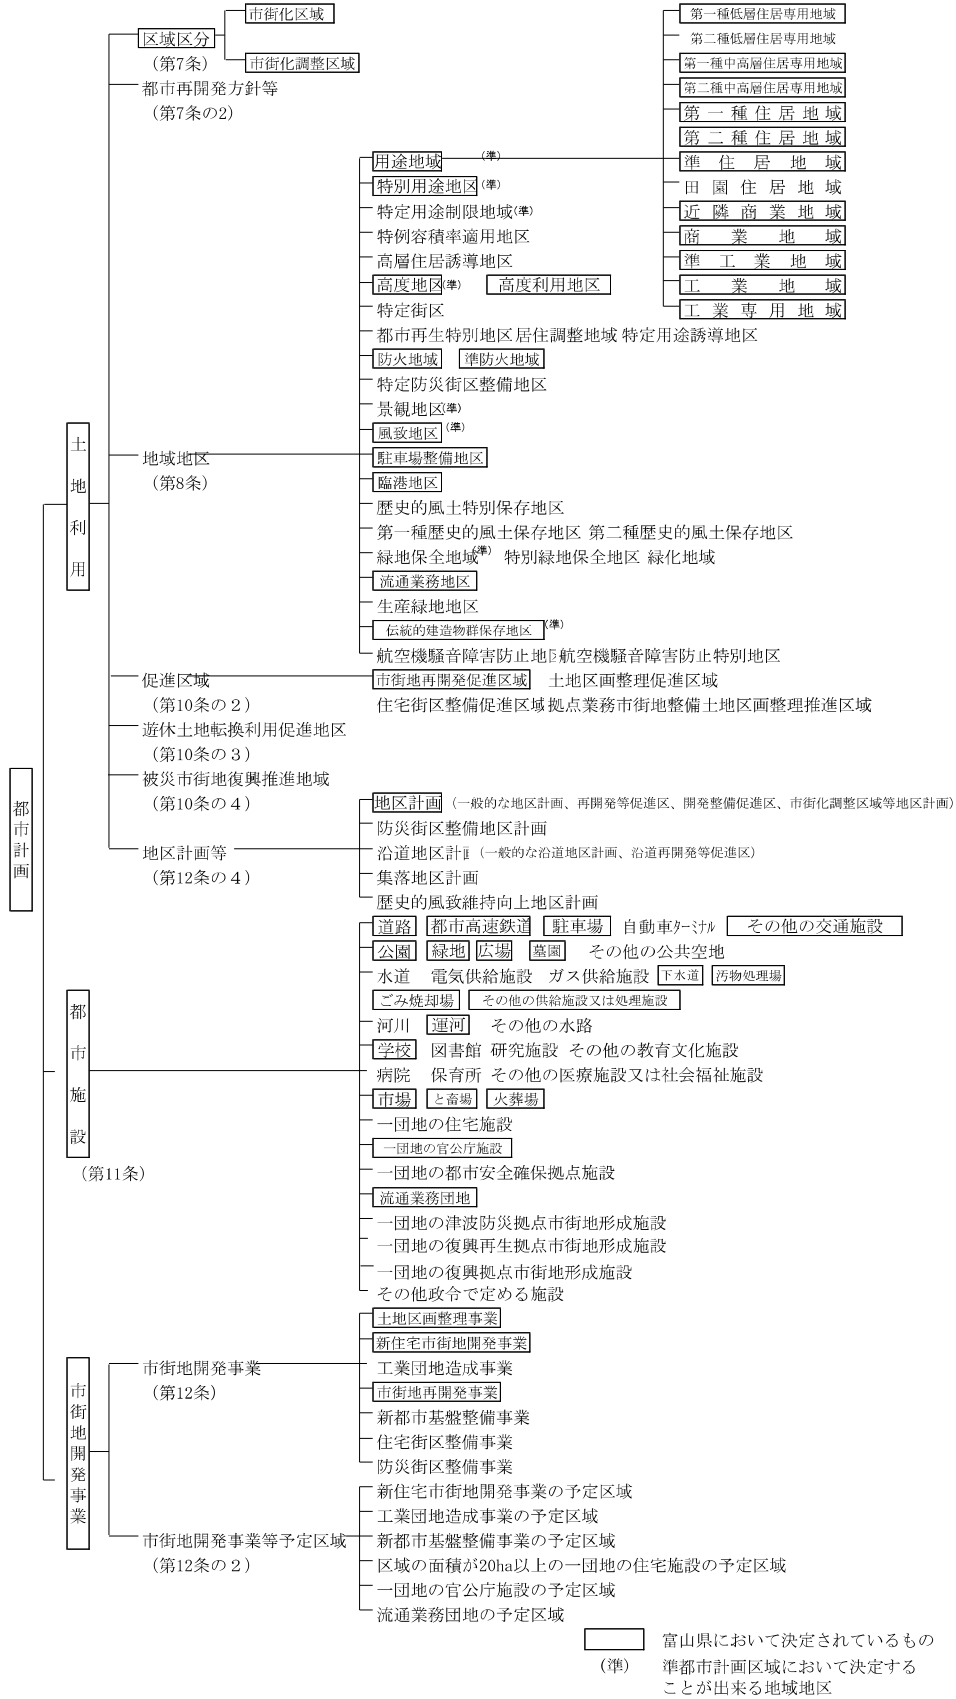 都市計画
土地利用
区域区分
（第7条）
市街化区域
市街化調整区域
都市再開発方針等
（第7条の2）
地域地区
（第8条）
用途地域 （準）
第一種低層住居専用地域
第二種低層住居専用地域
第一種中高層住居専用地域
第二種中高層住居専用地域
第一種住居地域
第二種住居地域
準住居地域
田園住居地域
近隣商業地域
商業地域
準工業地域
工業地域
工業専用地域
特別用途地区（準）
特定用途制限地域（準）
特例容積率適用地区
高層住居誘導地区
高度地区（準） 高度利用地区
特定街区
都市再生特別地区 居住調整地域 特定用途誘導地区
防火地域 準防火地域
特定防災街区整備地区
景観地区（準）
風致地区（準）
駐車場整備地区
臨港地区
歴史的風土特別保存地区
第一種歴史的風土保存地区 第二種歴史的風土保存地区
緑地保全地域（準） 特別緑地保全地区 緑化地域
流通業務地区
生産緑地地区
伝統的建造物群保存地区（準）
航空機騒音障害防止地区 航空機騒音障害防止特別地区
促進区域
（第10条の２）
市街地再開発促進区域 土地区画整理促進区域
住宅街区整備促進区域 拠点業務市街地整備土地区画整理推進区域
遊休土地転換利用促進地区
（第10条の３）
被災市街地復興推進地域
（第10条の４）
地区計画等
（第12条の４）
地区計画（一般的な地区計画、再開発等促進区、開発整備促進区、市街化調整区域等地区計画）
防災街区整備地区計画
沿道地区計画（一般的な沿道地区計画、沿道再開発等促進区）
集落地区計画
歴史的風致維持向上地区計画
都市施設
（第11条）
道路 都市高速鉄道 駐車場 自動車ﾀｰﾐﾅﾙ その他の交通施設
公園 緑地 広場 墓園 その他の公共空地
水道 電気供給施設 ガス供給施設 下水道 汚物処理場
ごみ焼却場 その他の供給施設又は処理施設
河川 運河 その他の水路
学校 図書館 研究施設 その他の教育文化施設
病院 保育所 その他の医療施設又は社会福祉施設
市場 と畜場 火葬場
一団地の住宅施設
一団地の官公庁施設
一団地の都市安全確保拠点施設
流通業務団地
一団地の津波防災拠点市街地形成施設
一団地の復興再生拠点市街地形成施設
一団地の復興拠点市街地形成施設
その他政令で定める施設
市街地開発事業
市街地開発事業
（第12条）
土地区画整理事業
新住宅市街地開発事業
工業団地造成事業
市街地再開発事業
新都市基盤整備事業
住宅街区整備事業
防災街区整備事業
市街地開発事業等予定区域
（第12条の２）
新住宅市街地開発事業の予定区域
工業団地造成事業の予定区域
新都市基盤整備事業の予定区域
区域の面積が20ha以上の一団地の住宅施設の予定区域
一団地の官公庁施設の予定区域
流通業務団地の予定区域
富山県において決定されているもの
（準） 準都市計画区域において決定する
ことが出来る地域地区